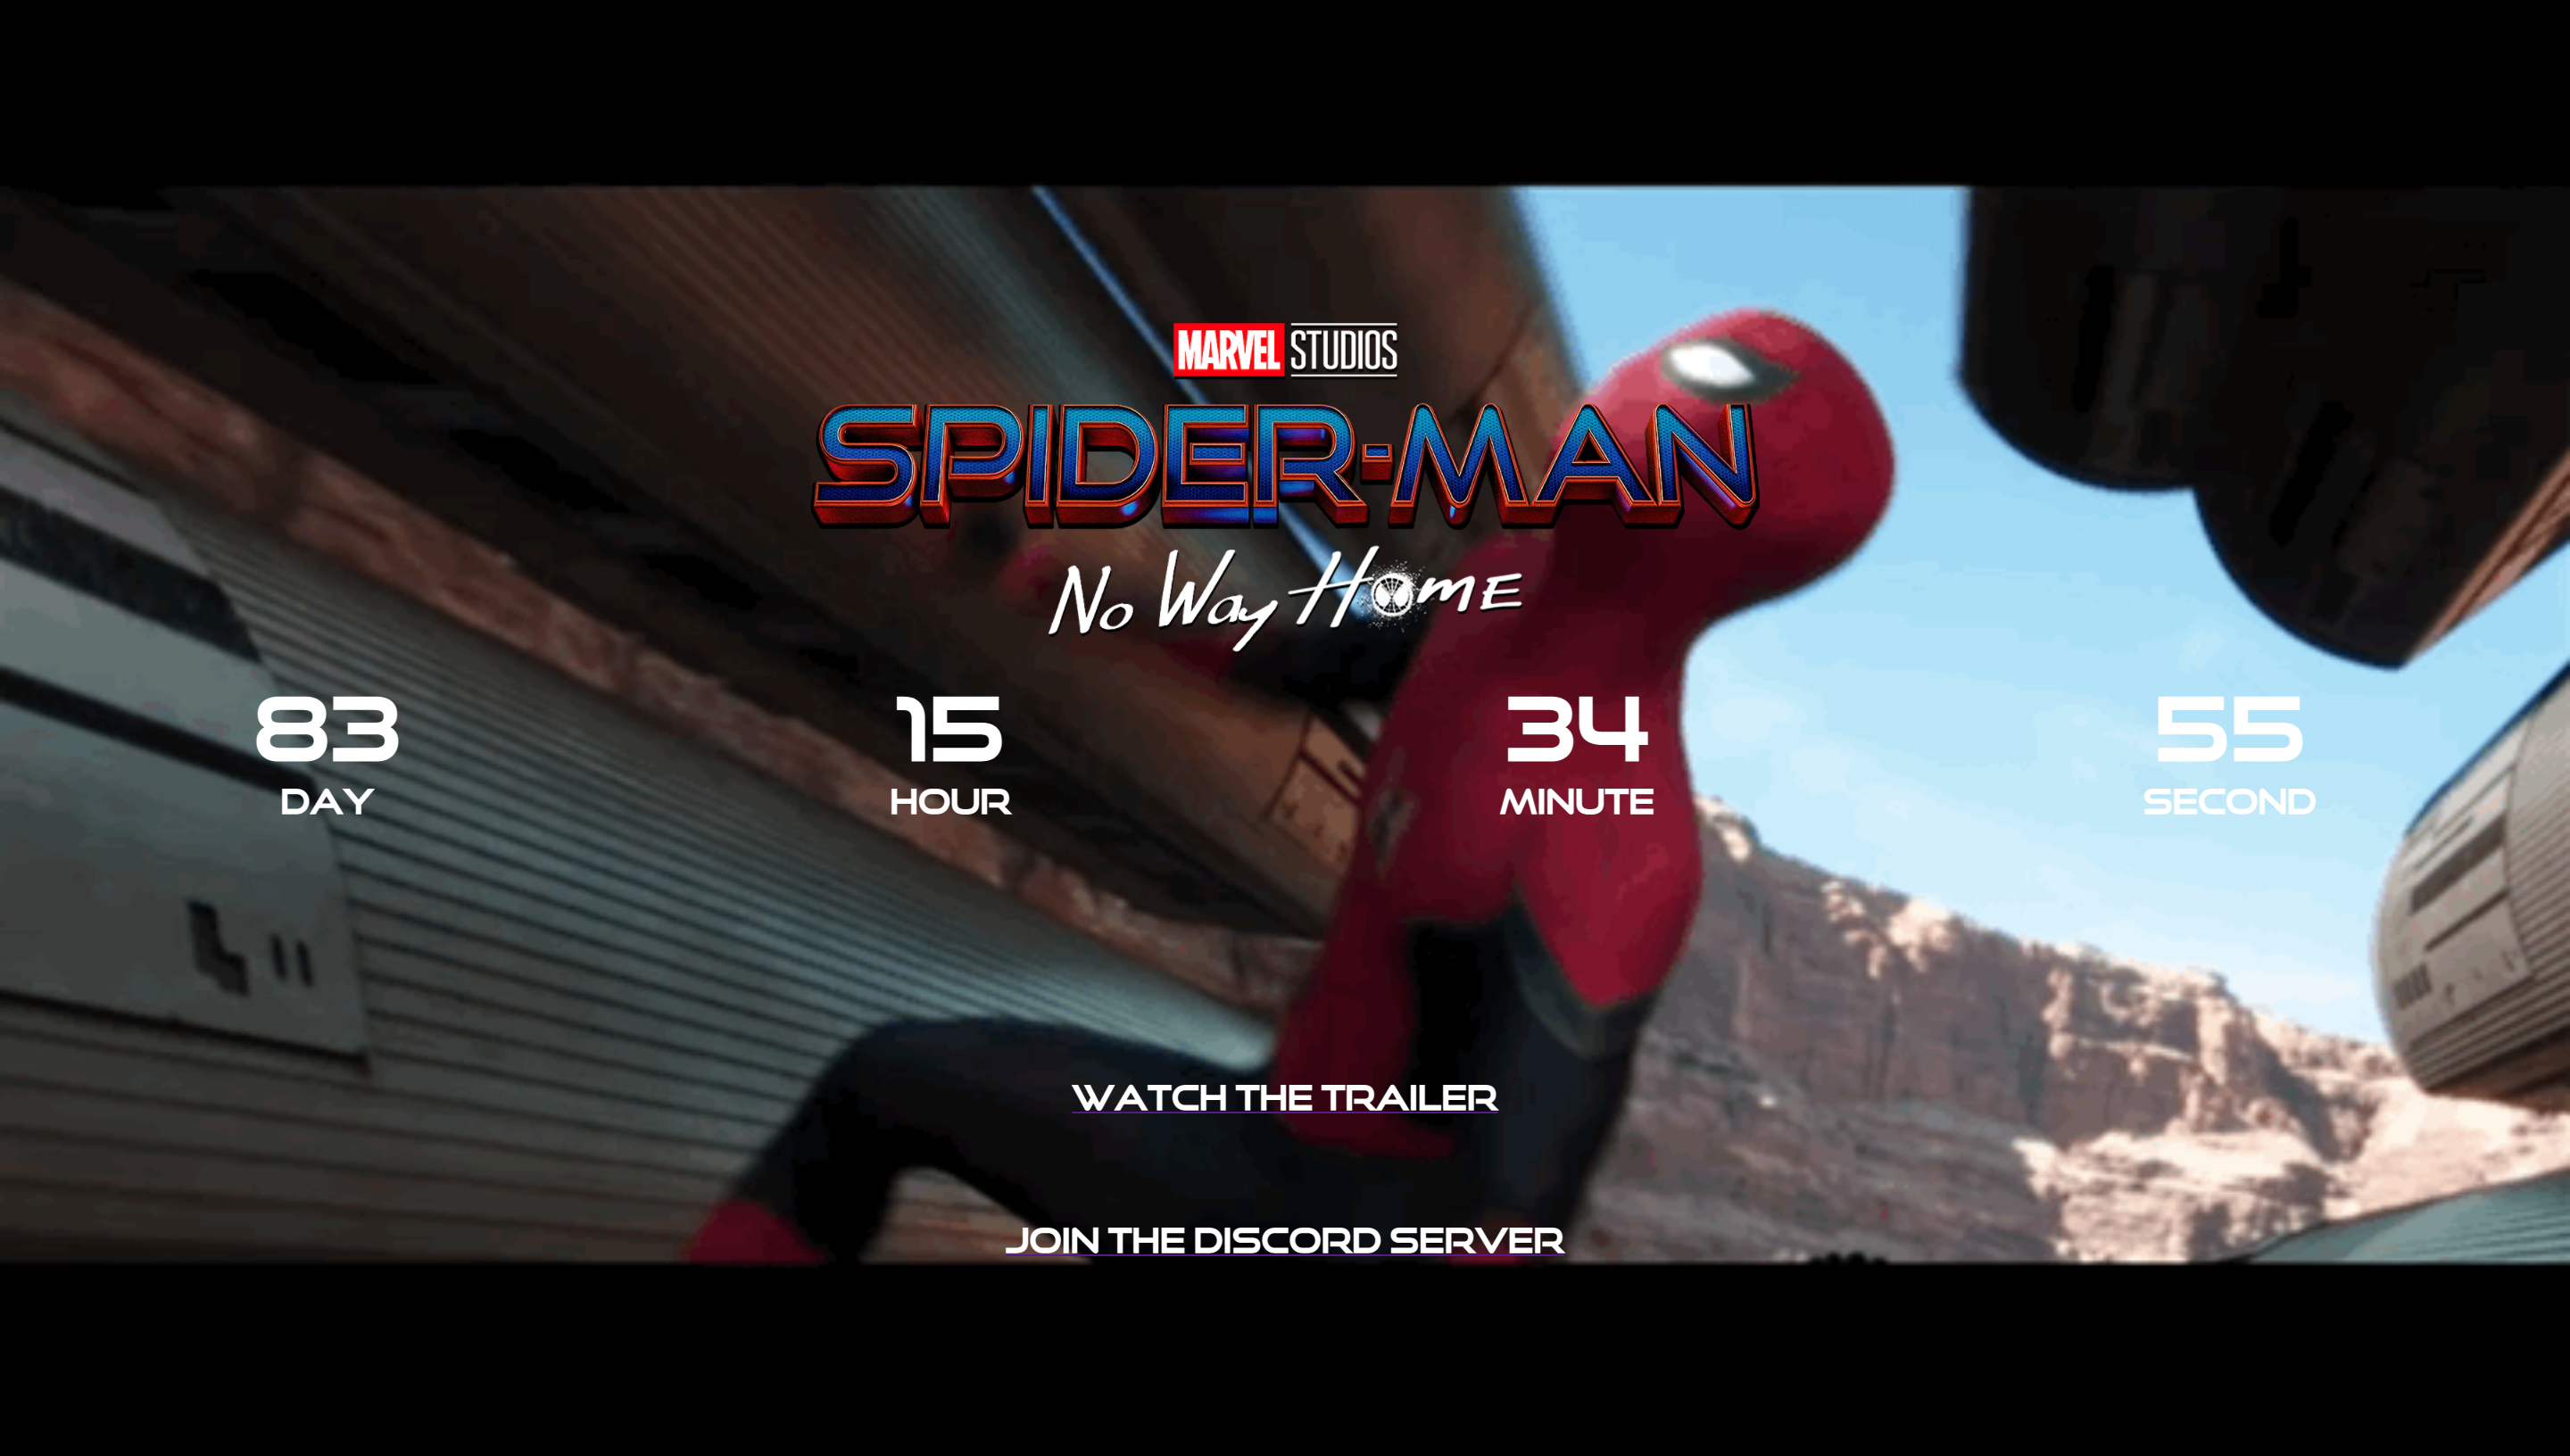 MARVEL STUDIOS
SPIDER-MAN
No Way HomE
83 15 34 55
DAY HOUR MINUTE SECOND
WATCH THE TRAILER
JOIN THE DISCORD SERVER